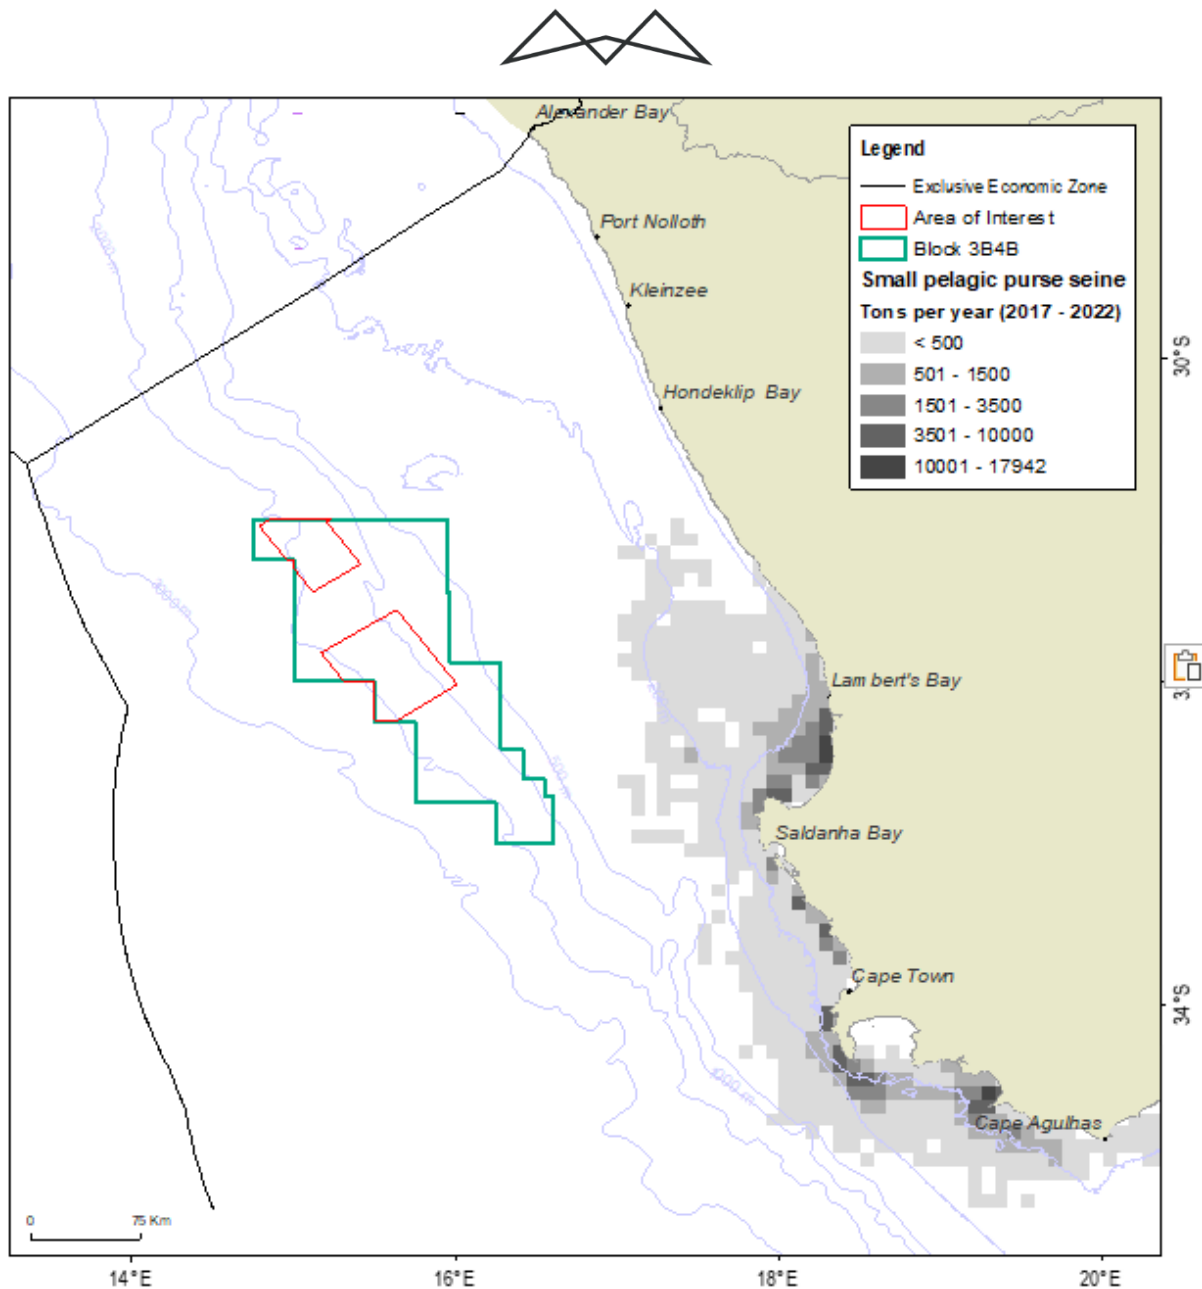 Alexander Bay
Legend
Exclusive Economic Zone
Area of Interest
Block 3B4B
Small pelagic purse seine
Tons per year (2017 - 2022)
< 500
501 - 1500
1501 - 3500
3501 - 10000
10001 - 17942
Port Nolloth
Kleinzee
Hondeklip Bay
30°S
Lambert's Bay
500 m
Saldanha Bay
Cape Town
34°S
Cape Agulhas
0
75 Km
14°E
16°E
18°E
20°E